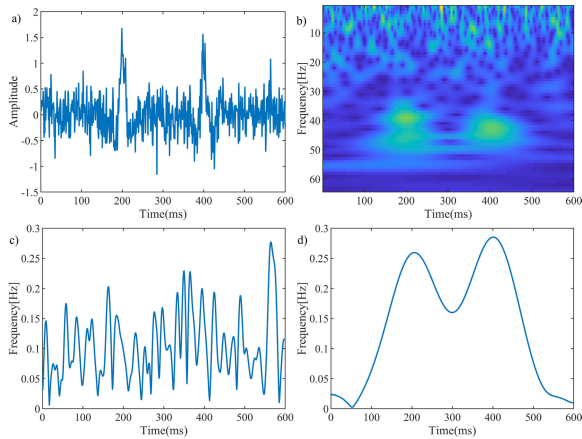 a)
Amplitude
2
1.5
1
0.5
0
-0.5
-1
-1.5
0 100 200 300 400 500 600
Time(ms)
b)
Frequency[Hz]
10
20
30
40
50
60
100 200 300 400 500 600
Time(ms)
c)
Frequency[Hz]
0.3
0.25
0.2
0.15
0.1
0.05
0
0 100 200 300 400 500 600
Time(ms)
d)
Frequency[Hz]
0.3
0.25
0.2
0.15
0.1
0.05
0
0 100 200 300 400 500 600
Time(ms)